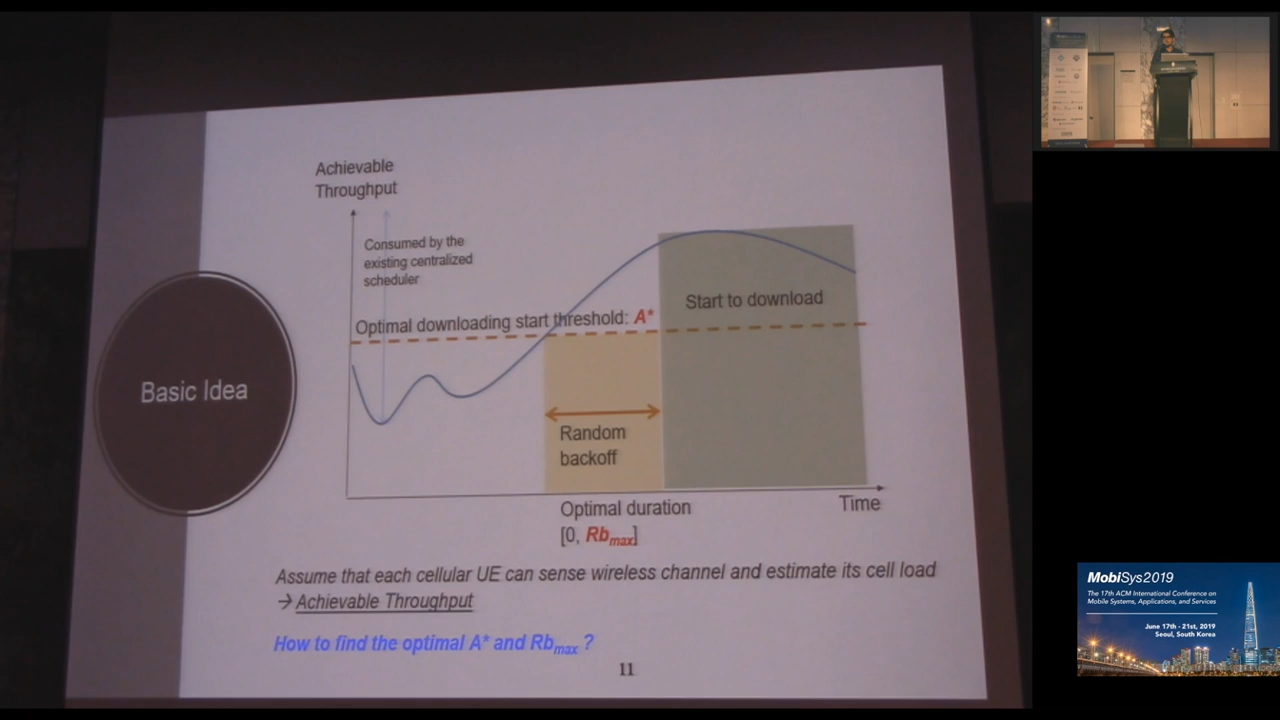 Achievable
Throughput
Consumed by the
existing centralized
scheduler
Optimal downloading start threshold: A*
Start to download
Basic Idea
Random
backoff
Optimal duration
[0, Rbmax]
Time
Assume that each cellular UE can sense wireless channel and estimate its cell load
→ Achievable Throughput
How to find the optimal A* and Rbmax ?
11
MobiSys2019
The 17th ACM International Conference on
Mobile Systems, Applications, and Services
June 17th - 21st, 2019
Seoul, South Korea